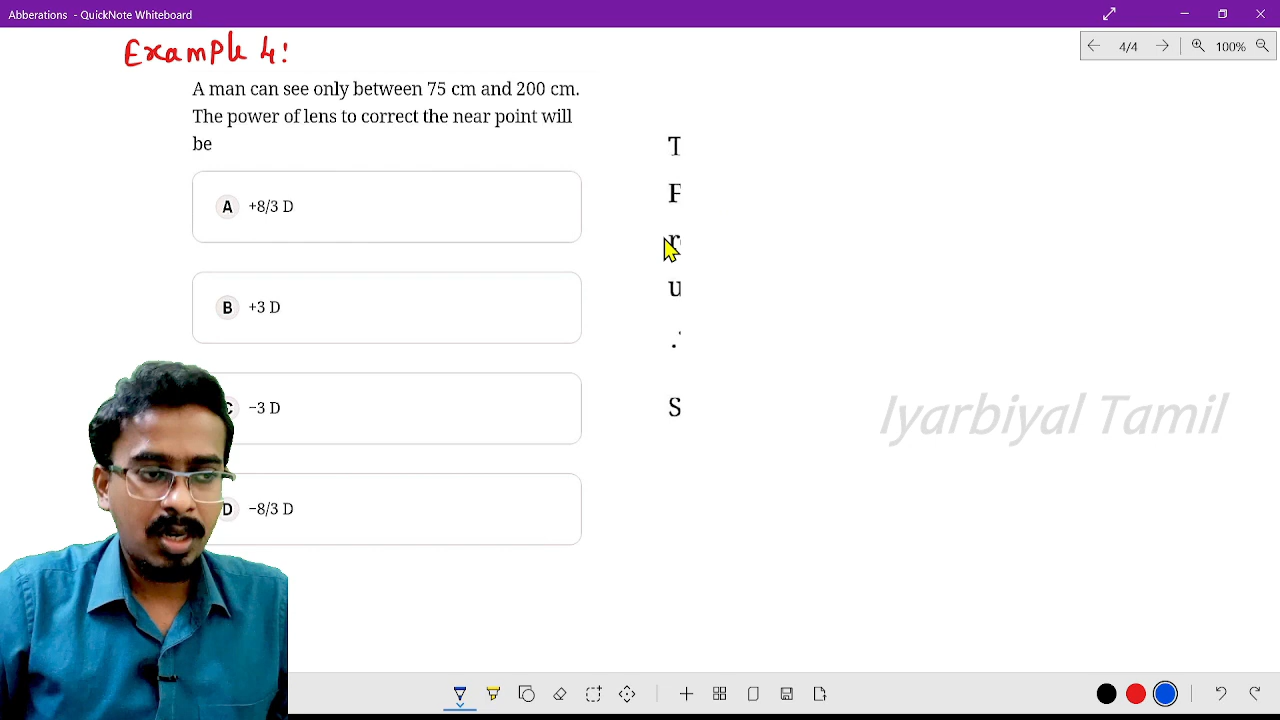 Abberations - QuickNote Whiteboard
4/4
100%
Example 4:
A man can see only between 75 cm and 200 cm.
The power of lens to correct the near point will
be
A +8/3 D
B +3 D
C −3 D
D −8/3 D
T
F
r
u
S
Iyarbiyal Tamil